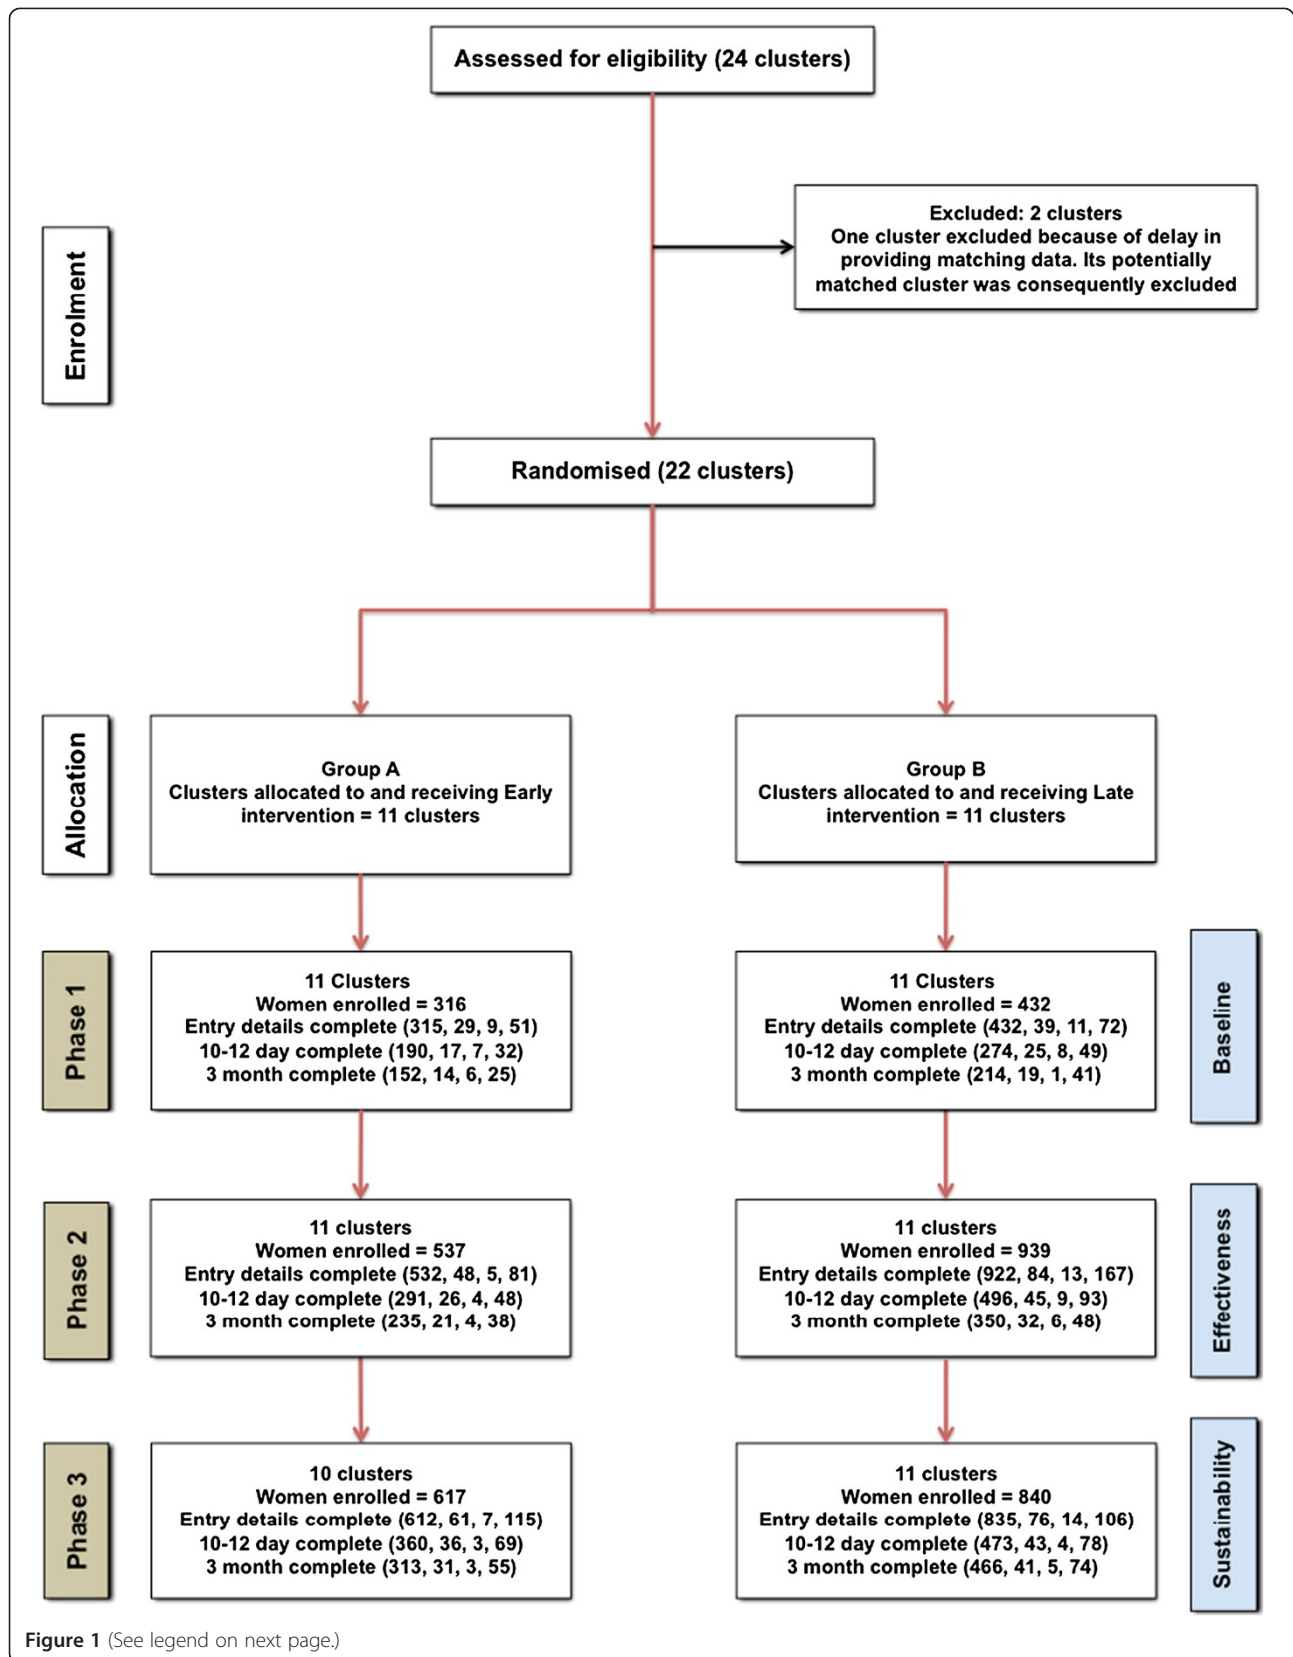 Assessed for eligibility (24 clusters)
Excluded: 2 clusters
One cluster excluded because of delay in
providing matching data. Its potentially
matched cluster was consequently excluded
Enrolment
Randomised (22 clusters)
Allocation
Group A
Clusters allocated to and receiving Early
intervention = 11 clusters
Group B
Clusters allocated to and receiving Late
intervention = 11 clusters
Phase 1
11 Clusters
Women enrolled = 316
Entry details complete (315, 29, 9, 51)
10-12 day complete (190, 17, 7, 32)
3 month complete (152, 14, 6, 25)
11 Clusters
Women enrolled = 432
Entry details complete (432, 39, 11, 72)
10-12 day complete (274, 25, 8, 49)
3 month complete (214, 19, 1, 41)
Baseline
Phase 2
11 clusters
Women enrolled = 537
Entry details complete (532, 48, 5, 81)
10-12 day complete (291, 26, 4, 48)
3 month complete (235, 21, 4, 38)
11 clusters
Women enrolled = 939
Entry details complete (922, 84, 13, 167)
10-12 day complete (496, 45, 9, 93)
3 month complete (350, 32, 6, 48)
Effectiveness
Phase 3
10 clusters
Women enrolled = 617
Entry details complete (612, 61, 7, 115)
10-12 day complete (360, 36, 3, 69)
3 month complete (313, 31, 3, 55)
11 clusters
Women enrolled = 840
Entry details complete (835, 76, 14, 106)
10-12 day complete (473, 43, 4, 78)
3 month complete (466, 41, 5, 74)
Sustainability
Figure 1 (See legend on next page.)